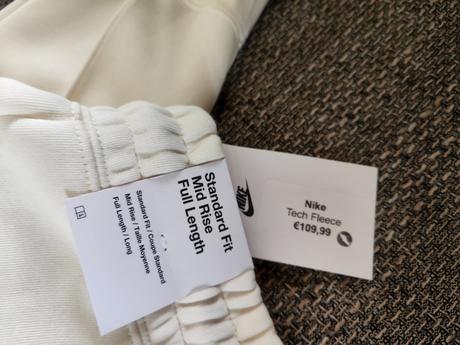 Standard Fit
Mid Rise
Full Length
Standard Fit / Coupe Standard
Mid Rise / Taille Moyenne
Full Length / Long
Nike
Tech Fleece
€109,99
NIKE